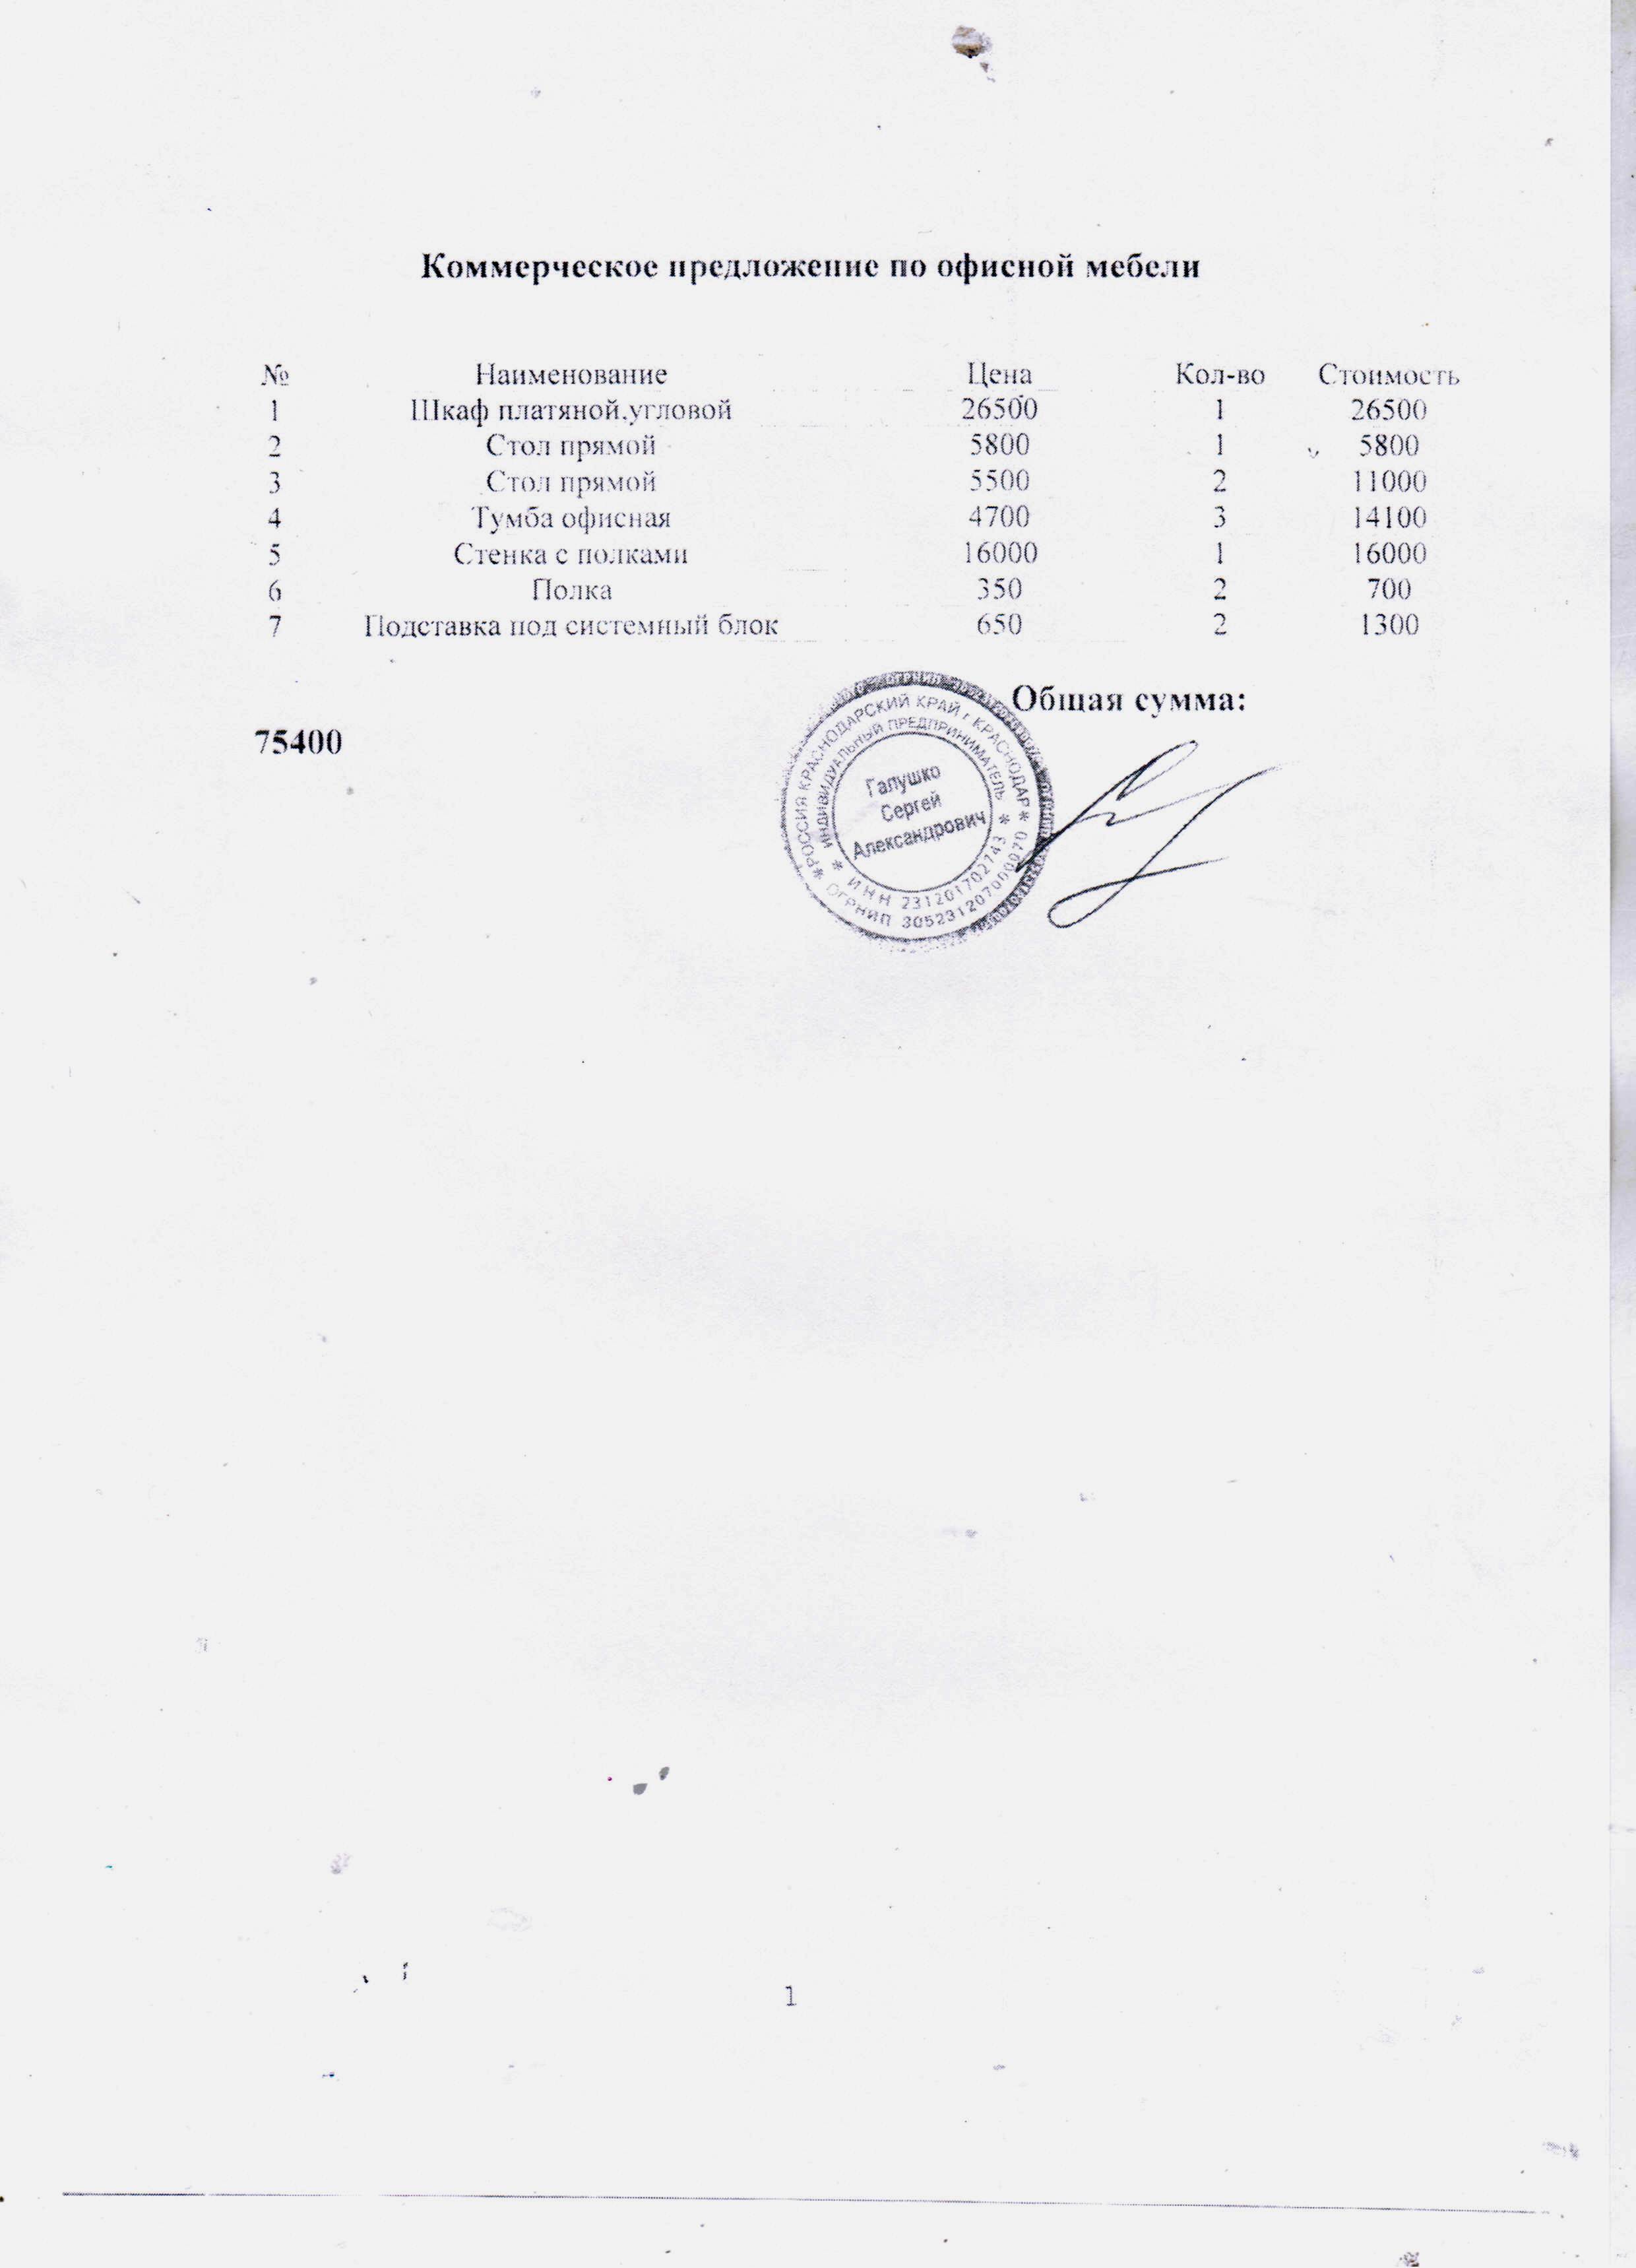 Коммерческое предложение по офисной мебели
№ Наименование Цена Кол-во Стоимость
1 Шкаф платяной,угловой 26500 1 26500
2 Стол прямой 5800 1 5800
3 Стол прямой 5500 2 11000
4 Тумба офисная 4700 3 14100
5 Стенка с полками 16000 1 16000
6 Полка 350 2 700
7 Подставка под системный блок 650 2 1300
Общая сумма:
75400
РОССИЯ КРАСНОДАРСКИЙ КРАЙ г.КРАСНОДАР
ИНДИВИДУАЛЬНЫЙ ПРЕДПРИНИМАТЕЛЬ
Галушко
Сергей
Александрович
ИНН 231201702743
ОГРНИП 305231207000070
1